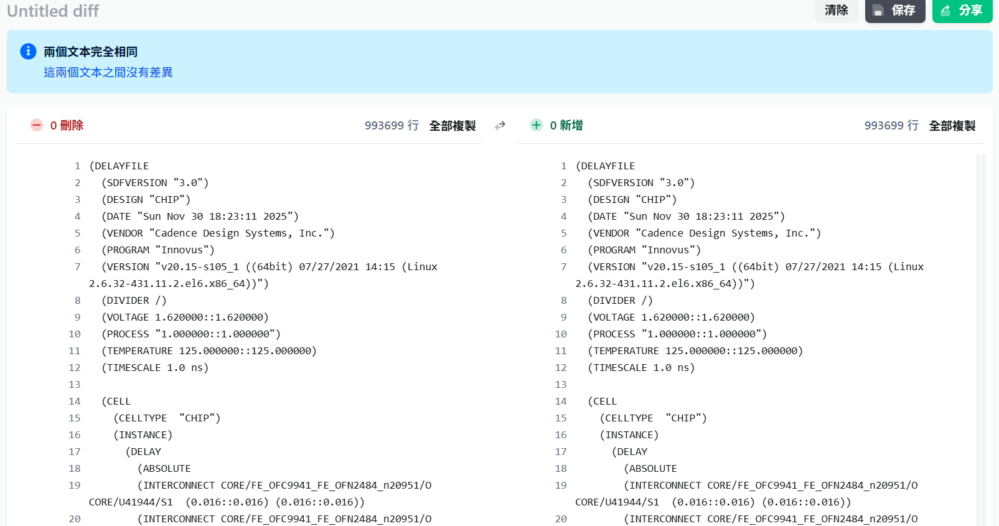 Untitled diff
清除
保存
分享
兩個文本完全相同
這兩個文本之間沒有差異
0 刪除
993699 行 全部複製
0 新增
993699 行 全部複製
1 (DELAYFILE
2 (SDFVERSION "3.0")
3 (DESIGN "CHIP")
4 (DATE "Sun Nov 30 18:23:11 2025")
5 (VENDOR "Cadence Design Systems, Inc.")
6 (PROGRAM "Innovus")
7 (VERSION "v20.15-s105_1 ((64bit) 07/27/2021 14:15 (Linux
2.6.32-431.11.2.el6.x86_64))")
8 (DIVIDER /)
9 (VOLTAGE 1.620000::1.620000)
10 (PROCESS "1.000000::1.000000")
11 (TEMPERATURE 125.000000::125.000000)
12 (TIMESCALE 1.0 ns)
13
14 (CELL
15 (CELLTYPE "CHIP")
16 (INSTANCE)
17 (DELAY
18 (ABSOLUTE
19 (INTERCONNECT CORE/FE_OFC9941_FE_OFN2484_n20951/O
CORE/U41944/S1 (0.016::0.016) (0.016::0.016))
20 (INTERCONNECT CORE/FE_OFC9941_FE_OFN2484_n20951/O
1 (DELAYFILE
2 (SDFVERSION "3.0")
3 (DESIGN "CHIP")
4 (DATE "Sun Nov 30 18:23:11 2025")
5 (VENDOR "Cadence Design Systems, Inc.")
6 (PROGRAM "Innovus")
7 (VERSION "v20.15-s105_1 ((64bit) 07/27/2021 14:15 (Linux
2.6.32-431.11.2.el6.x86_64))")
8 (DIVIDER /)
9 (VOLTAGE 1.620000::1.620000)
10 (PROCESS "1.000000::1.000000")
11 (TEMPERATURE 125.000000::125.000000)
12 (TIMESCALE 1.0 ns)
13
14 (CELL
15 (CELLTYPE "CHIP")
16 (INSTANCE)
17 (DELAY
18 (ABSOLUTE
19 (INTERCONNECT CORE/FE_OFC9941_FE_OFN2484_n20951/O
CORE/U41944/S1 (0.016::0.016) (0.016::0.016))
20 (INTERCONNECT CORE/FE_OFC9941_FE_OFN2484_n20951/O